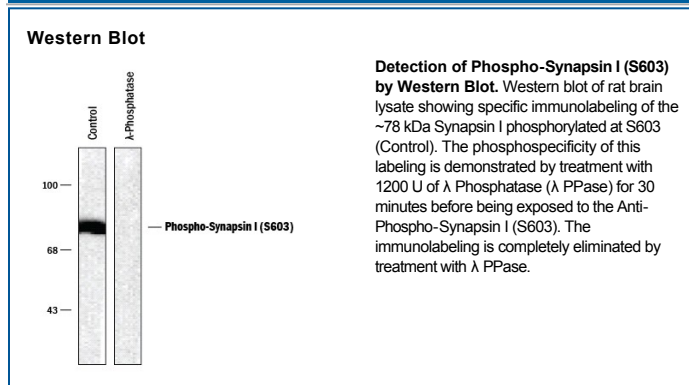 Western Blot
Control
λ-Phosphatase
100
Phospho-Synapsin I (S603)
68
43
Detection of Phospho-Synapsin I (S603)
by Western Blot. Western blot of rat brain
lysate showing specific immunolabeling of the
~78 kDa Synapsin I phosphorylated at S603
(Control). The phosphospecificity of this
labeling is demonstrated by treatment with
1200 U of λ Phosphatase (λ PPase) for 30
minutes before being exposed to the Anti-
Phospho-Synapsin I (S603). The
immunolabeling is completely eliminated by
treatment with λ PPase.